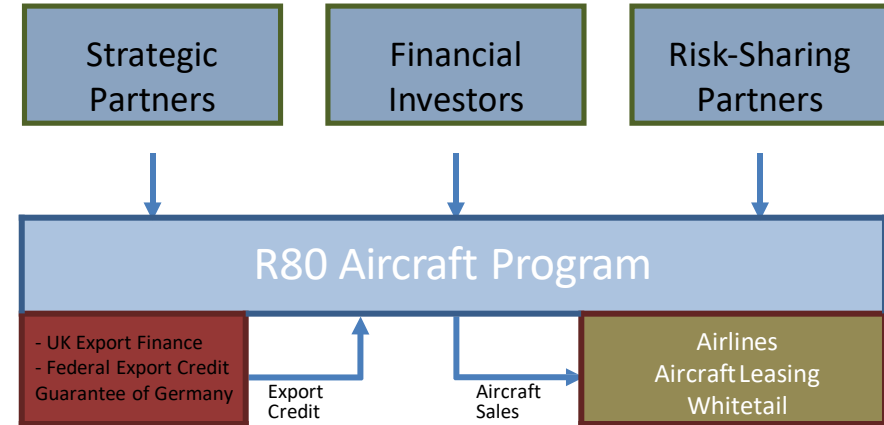 Strategic
Partners
Financial
Investors
Risk-Sharing
Partners
R80 Aircraft Program
- UK Export Finance
- Federal Export Credit
Guarantee of Germany
Export
Credit
Aircraft
Sales
Airlines
Aircraft Leasing
Whitetail